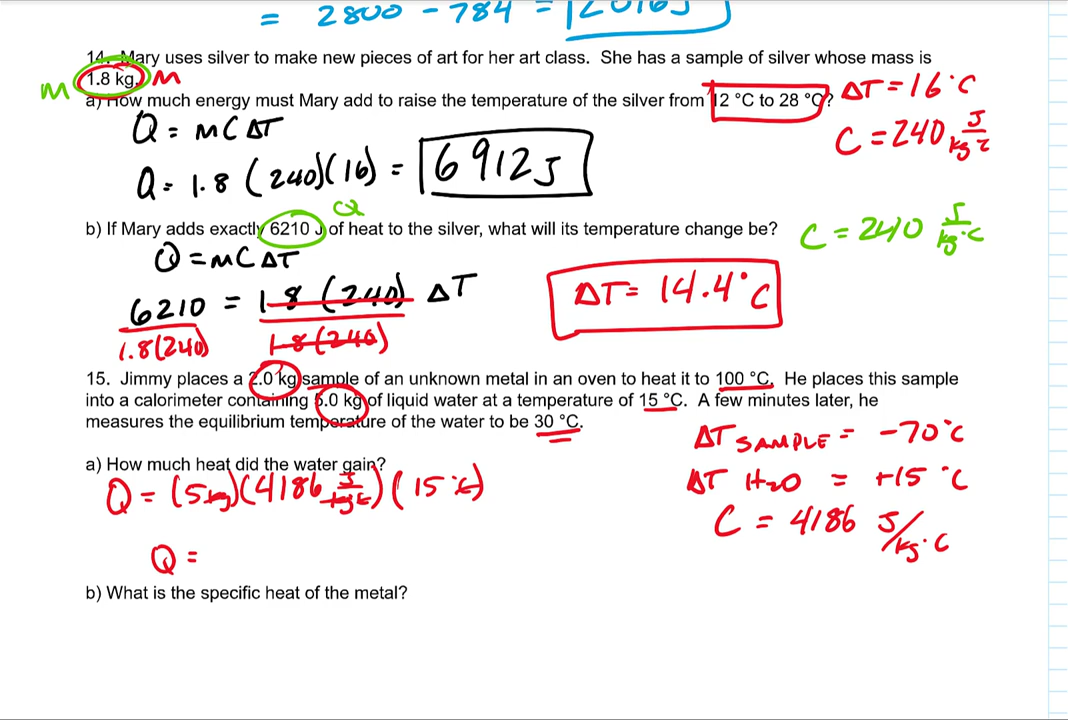 = 2800 - 784 = 2016J
14. Mary uses silver to make new pieces of art for her art class. She has a sample of silver whose mass is
M 1.8 kg. M
a) How much energy must Mary add to raise the temperature of the silver from 12 °C to 28 °C? ΔT = 16°C
Q = MCΔT
C = 240 J/kg°C
Q = 1.8 (240)(16) = 6912J
Q
b) If Mary adds exactly 6210 J of heat to the silver, what will its temperature change be? C = 240 J/kg·°C
Q = MCΔT
6210 = 1.8 (240) ΔT
1.8(240) 1.8(240)
ΔT = 14.4°C
15. Jimmy places a 2.0 kg sample of an unknown metal in an oven to heat it to 100 °C. He places this sample
into a calorimeter containing 5.0 kg of liquid water at a temperature of 15 °C. A few minutes later, he
measures the equilibrium temperature of the water to be 30 °C.
ΔT SAMPLE = -70°C
a) How much heat did the water gain?
ΔT H2O = +15 °C
Q = (5kg)(4186 J/kg°C)(15°C)
C = 4186 J/kg·°C
Q =
b) What is the specific heat of the metal?